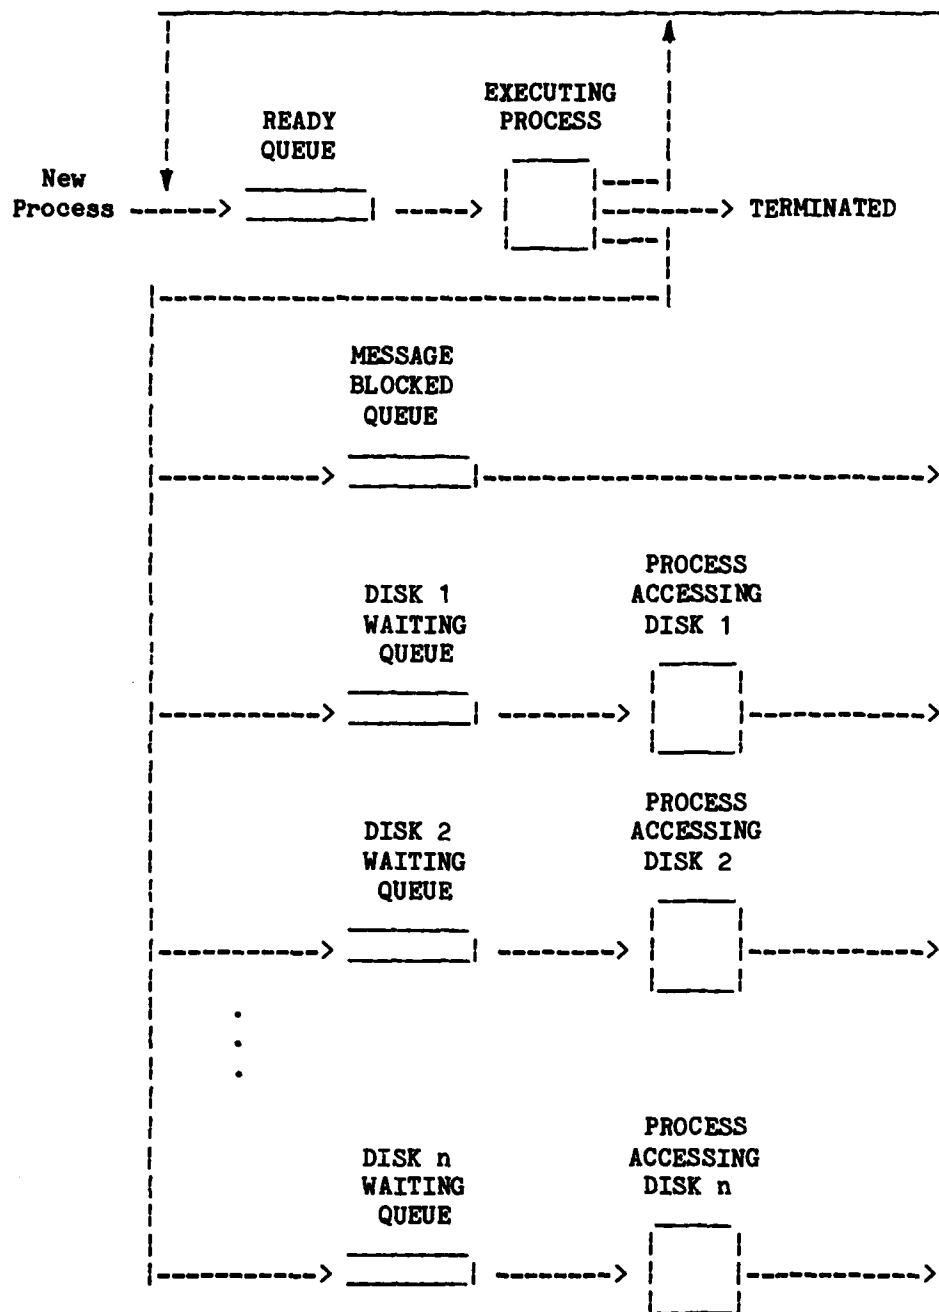 EXECUTING
PROCESS
READY
QUEUE
New
Process
TERMINATED
MESSAGE
BLOCKED
QUEUE
DISK 1
WAITING
QUEUE
PROCESS
ACCESSING
DISK 1
DISK 2
WAITING
QUEUE
PROCESS
ACCESSING
DISK 2
DISK n
WAITING
QUEUE
PROCESS
ACCESSING
DISK n